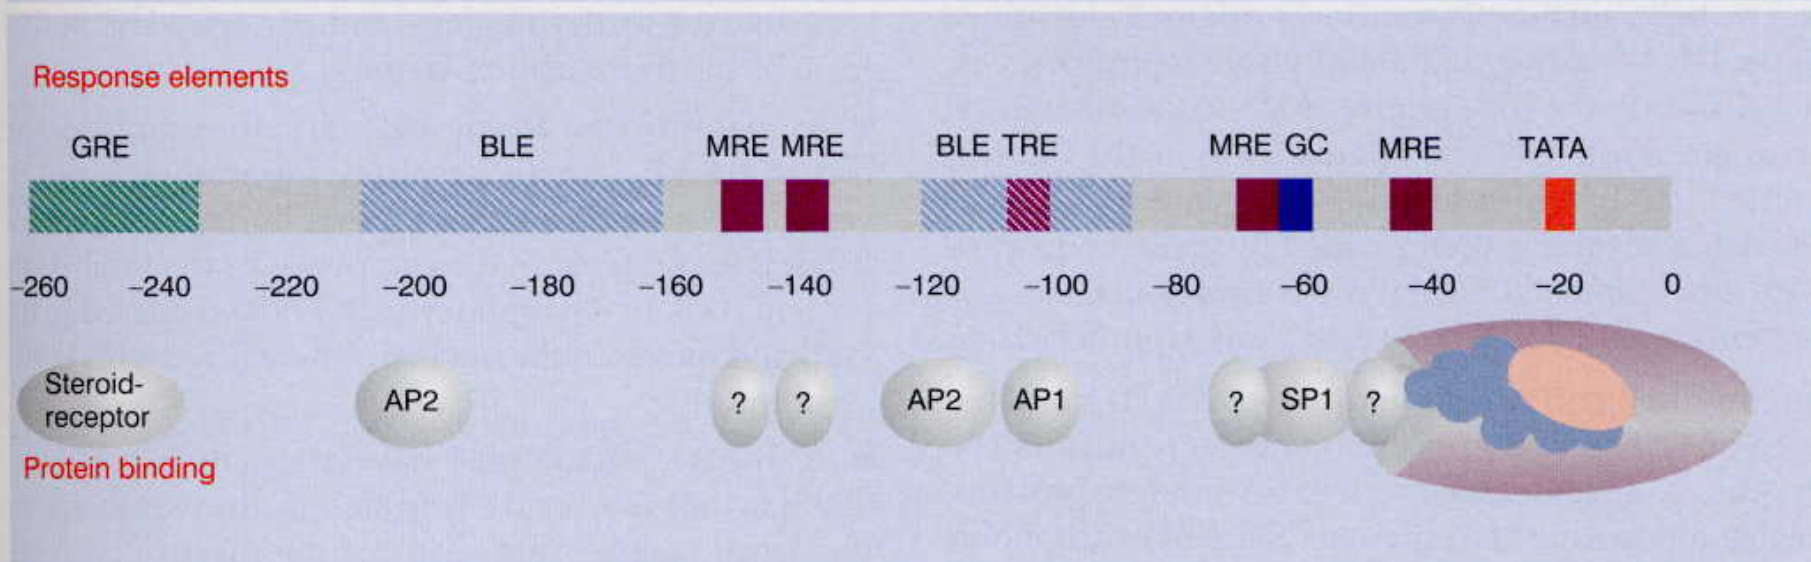 Response elements
GRE BLE MRE MRE BLE TRE MRE GC MRE TATA
–260 –240 –220 –200 –180 –160 –140 –120 –100 –80 –60 –40 –20 0
Steroid-
receptor
AP2 ? ? AP2 AP1 ? SP1 ?
Protein binding